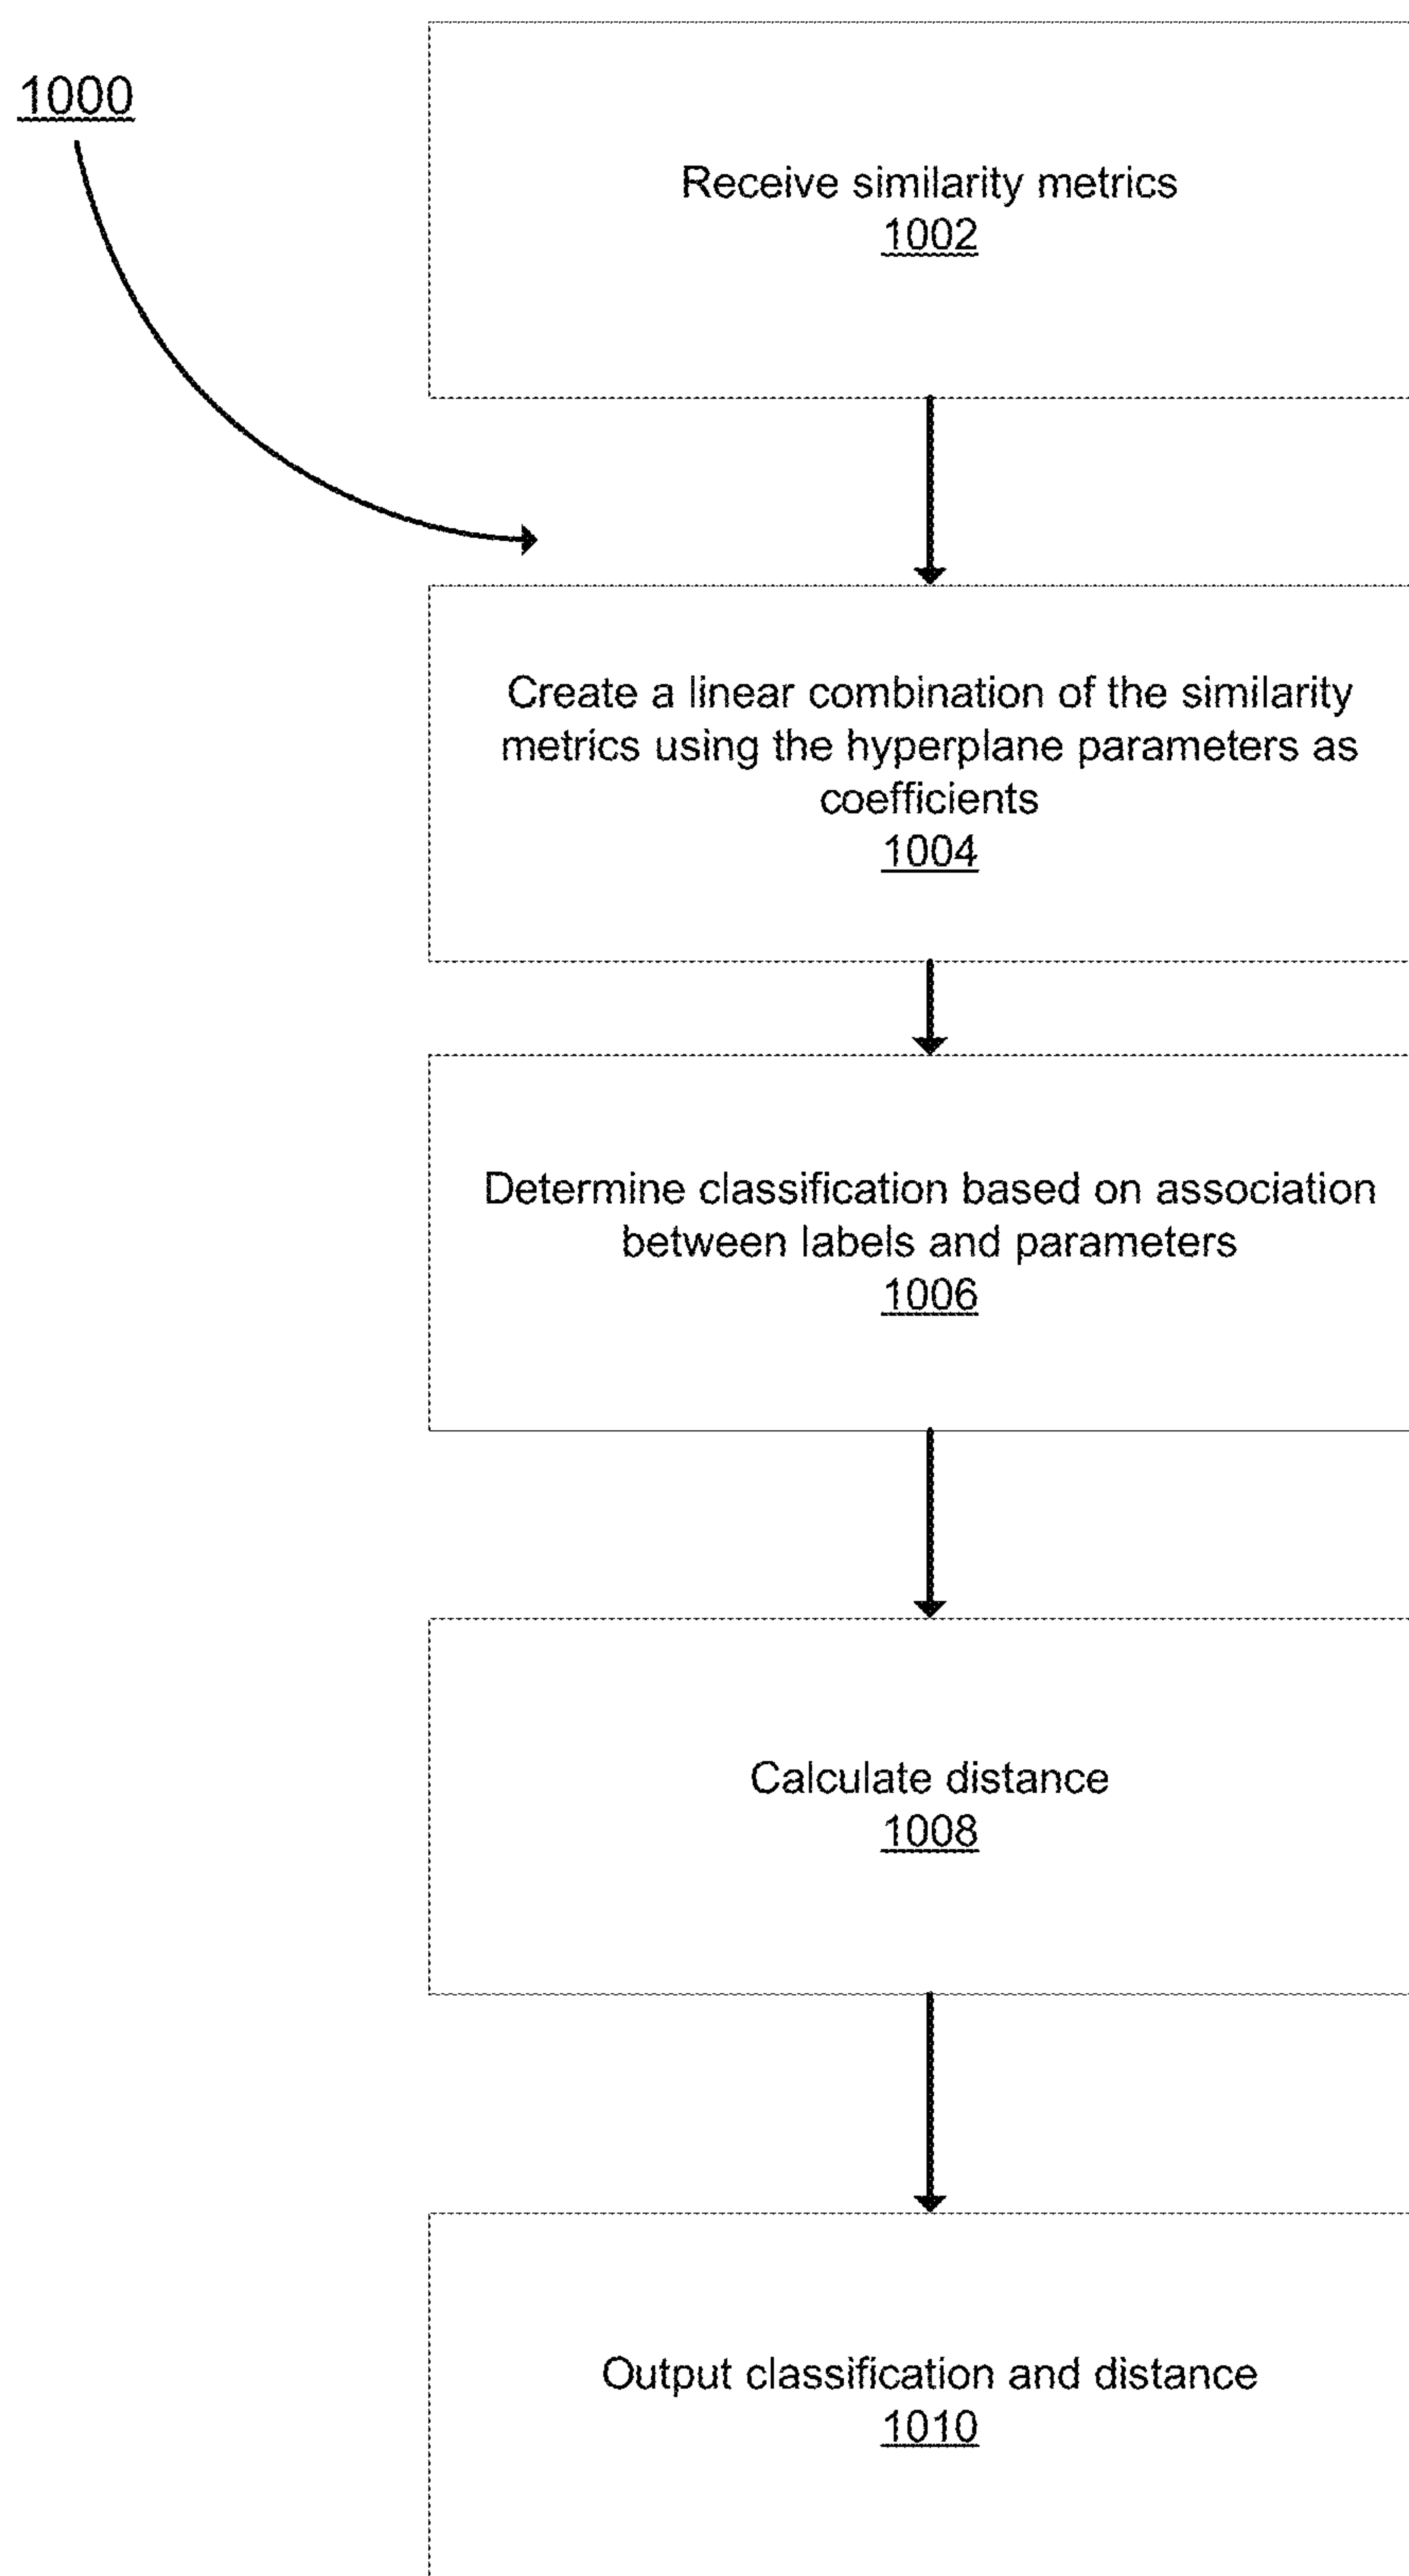 1000
Receive similarity metrics
1002
Create a linear combination of the similarity
metrics using the hyperplane parameters as
coefficients
1004
Determine classification based on association
between labels and parameters
1006
Calculate distance
1008
Output classification and distance
1010